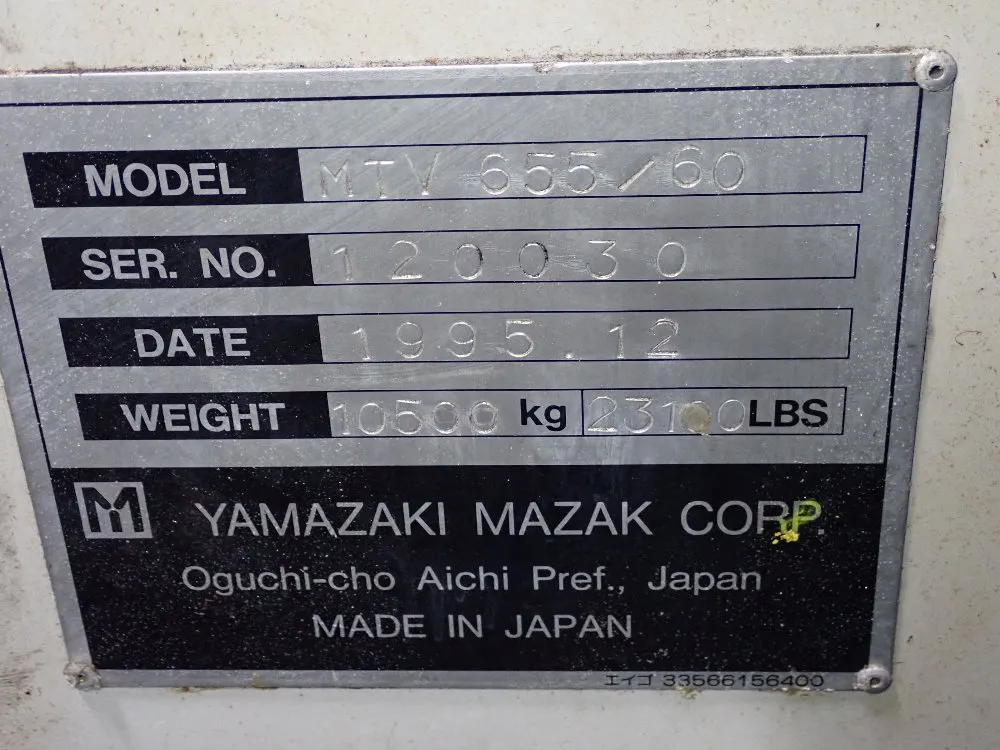 MODEL MTV 655/60
SER. NO. 120030
DATE 1995.12
WEIGHT 10500 kg 23100 LBS
M YAMAZAKI MAZAK CORP.
Oguchi-cho Aichi Pref., Japan
MADE IN JAPAN
エイゴ 33566156400